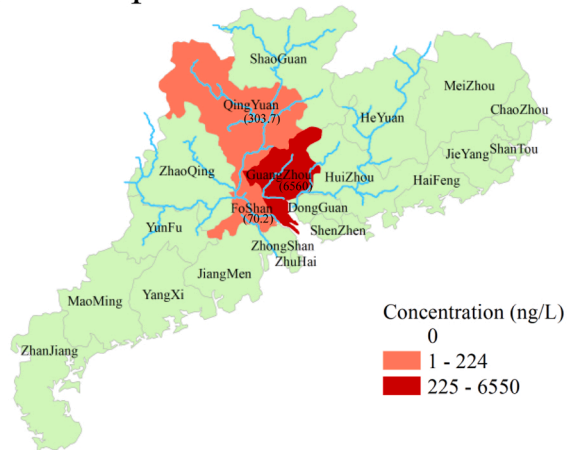 ShaoGuan
MeiZhou
QingYuan
(303.7)
ChaoZhou
HeYuan
ShanTou
JieYang
ZhaoQing
GuangZhou
(6560)
HuiZhou
HaiFeng
FoShan
(70.2)
DongGuan
YunFu
ShenZhen
ZhongShan
ZhuHai
JiangMen
YangXi
MaoMing
Concentration (ng/L)
0
ZhanJiang
1 - 224
225 - 6550